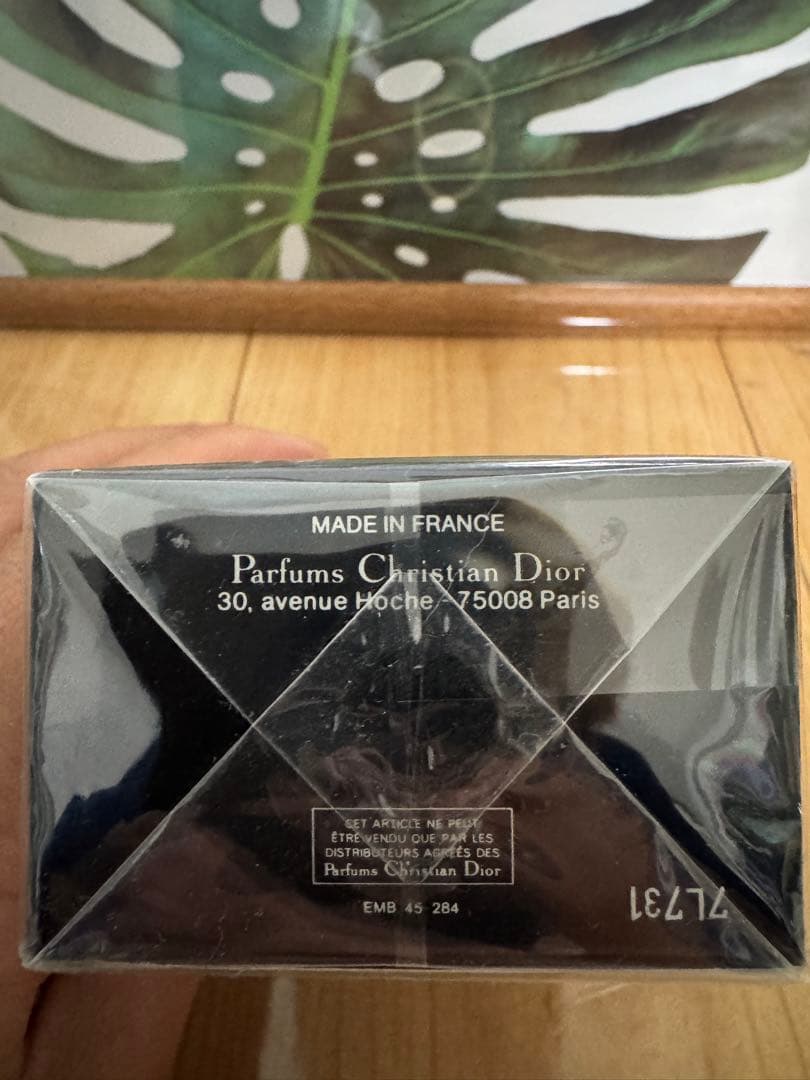 MADE IN FRANCE
Parfums Christian Dior
30, avenue Hoche - 75008 Paris
CET ARTICLE NE PEUT
ÊTRE VENDU QUE PAR LES
DISTRIBUTEURS AGRÉÉS DES
Parfums Christian Dior
EMB 45 284
7L731